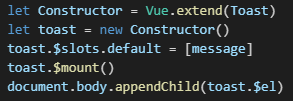 let Constructor = Vue.extend(Toast)
let toast = new Constructor()
toast.$slots.default = [message]
toast.$mount()
document.body.appendChild(toast.$el)